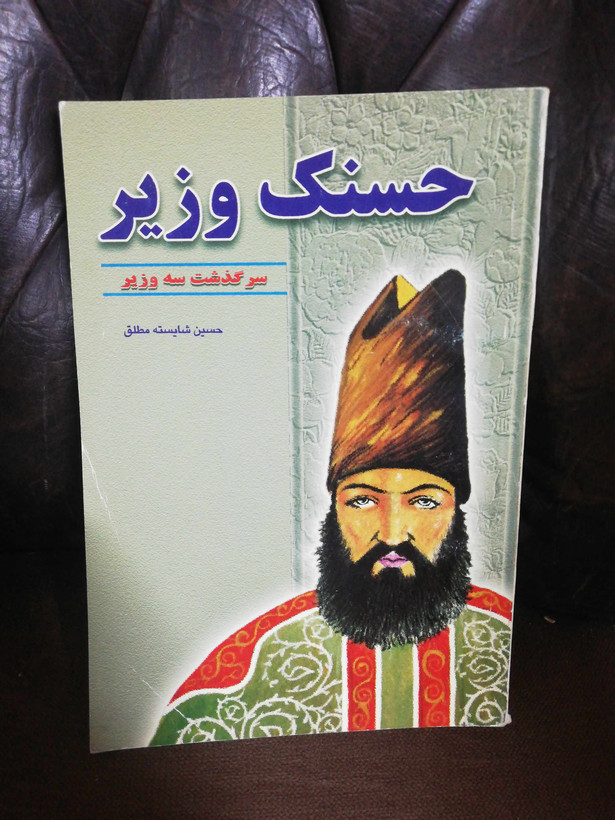 حسنک وزیر
سرگذشت سه وزیر
حسین شایسته مطلق